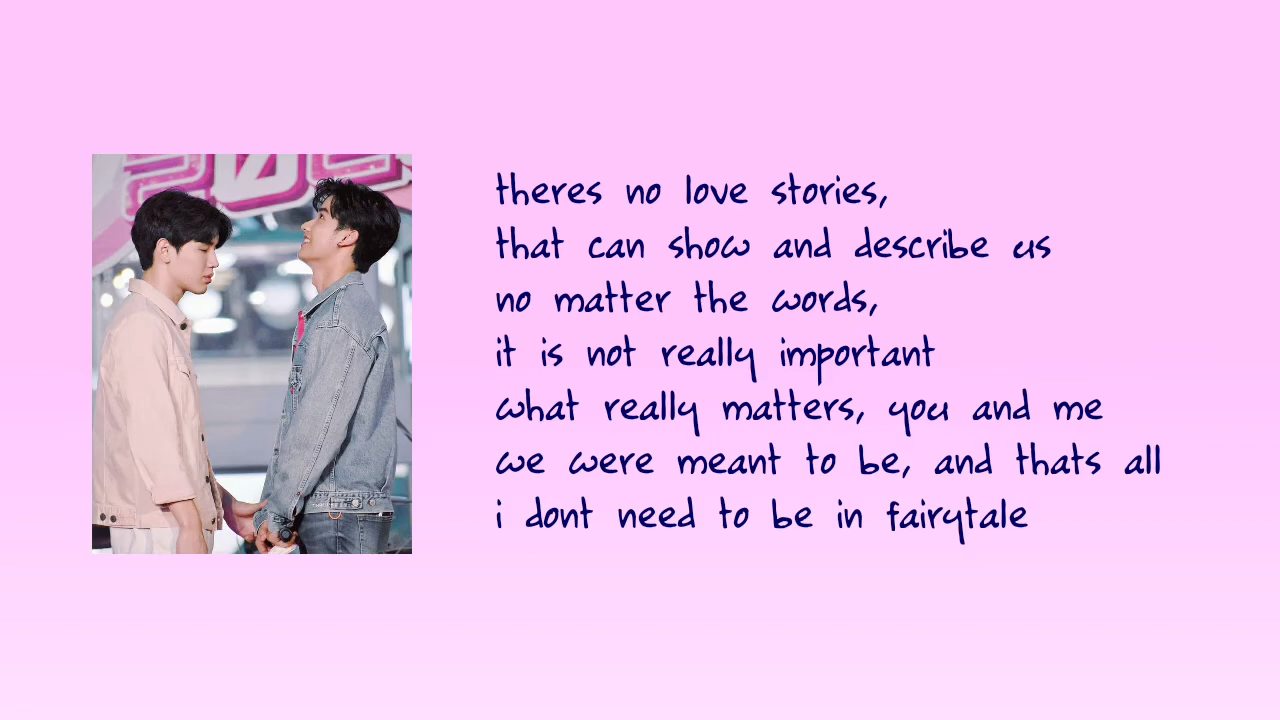 theres no love stories,
that can show and describe us
no matter the words,
it is not really important
what really matters, you and me
we were meant to be, and thats all
i dont need to be in fairytale